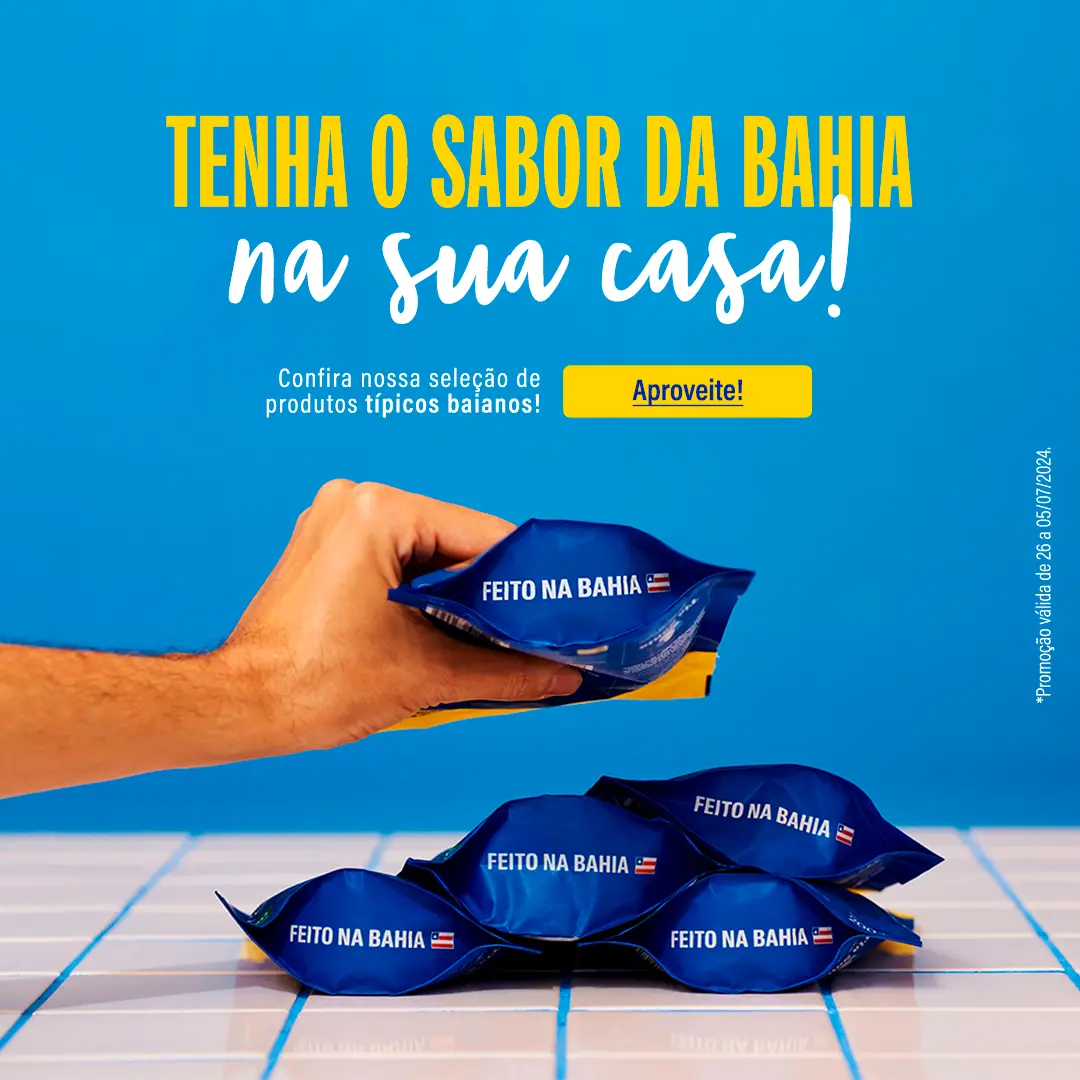 TENHA O SABOR DA BAHIA
na sua casa!
Confira nossa seleção de
produtos típicos baianos!
Aproveite!
*Promoção válida de 26 a 05/07/2024.
FEITO NA BAHIA
FEITO NA BAHIA
FEITO NA BAHIA
FEITO NA BAHIA
FEITO NA BAHIA